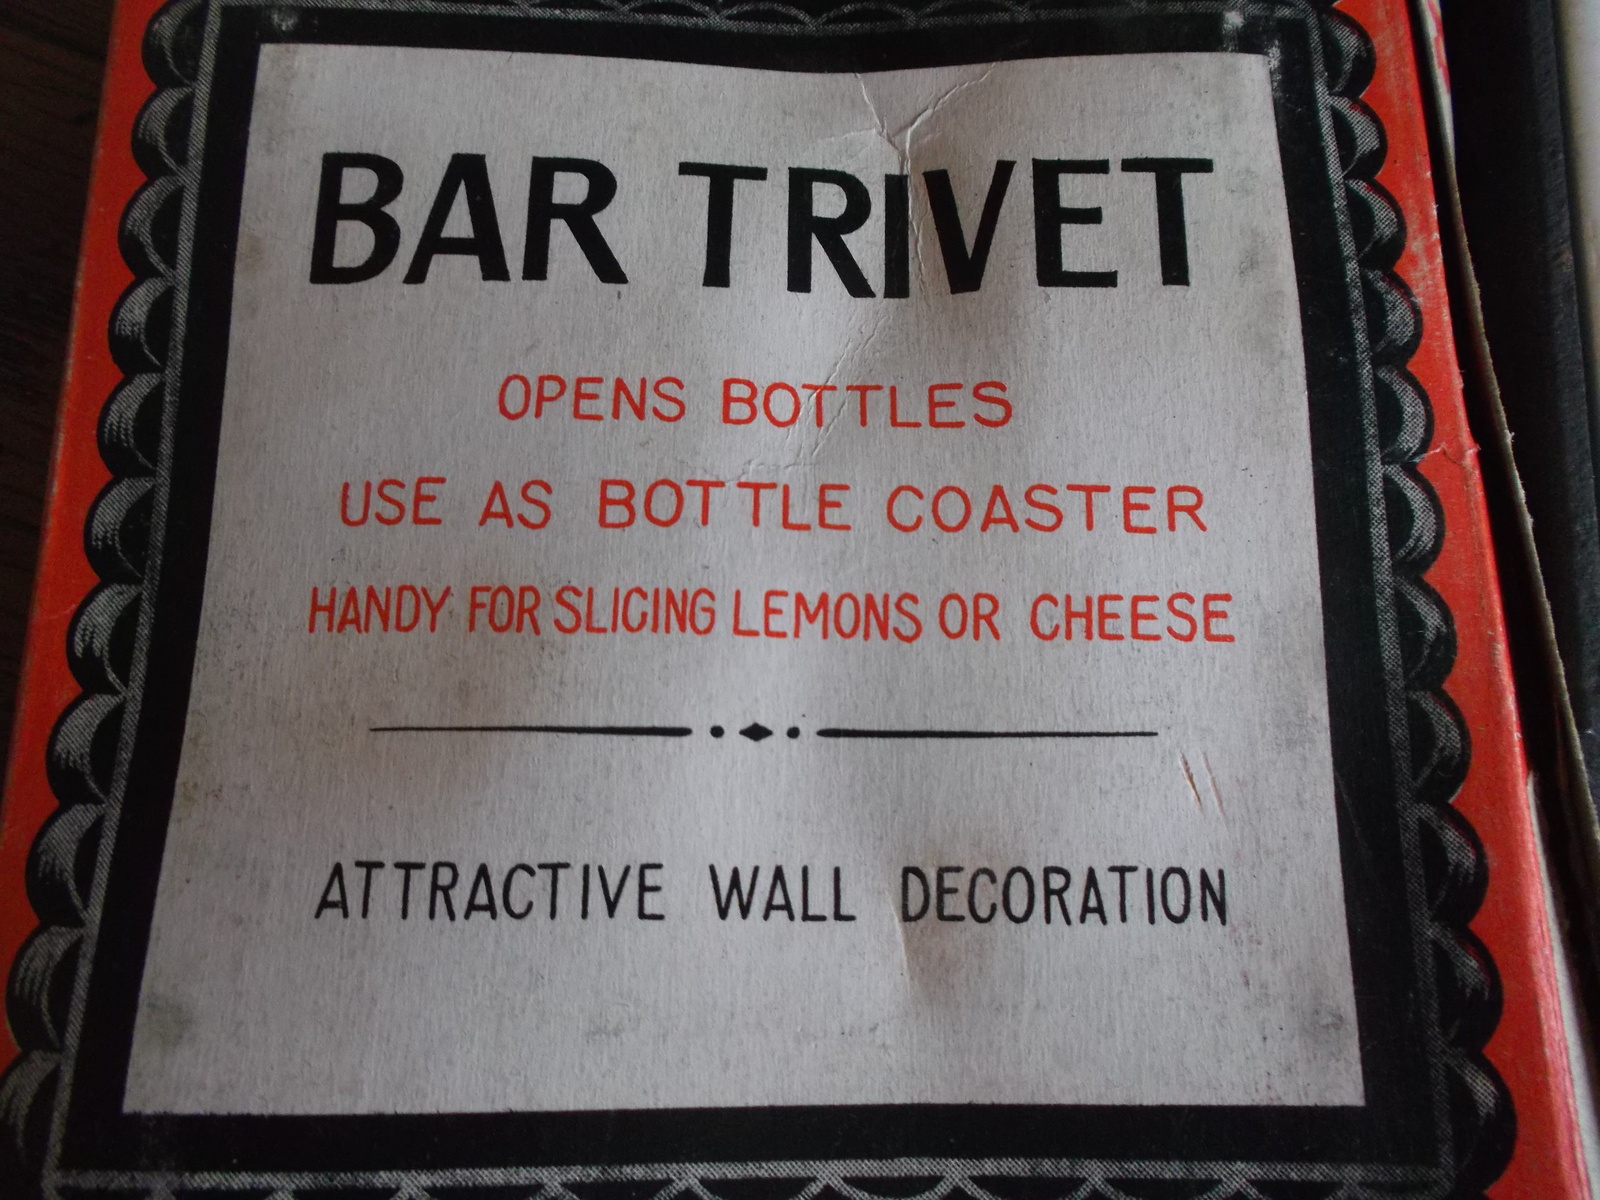 BAR TRIVET
OPENS BOTTLES
USE AS BOTTLE COASTER
HANDY FOR SLICING LEMONS OR CHEESE
ATTRACTIVE WALL DECORATION